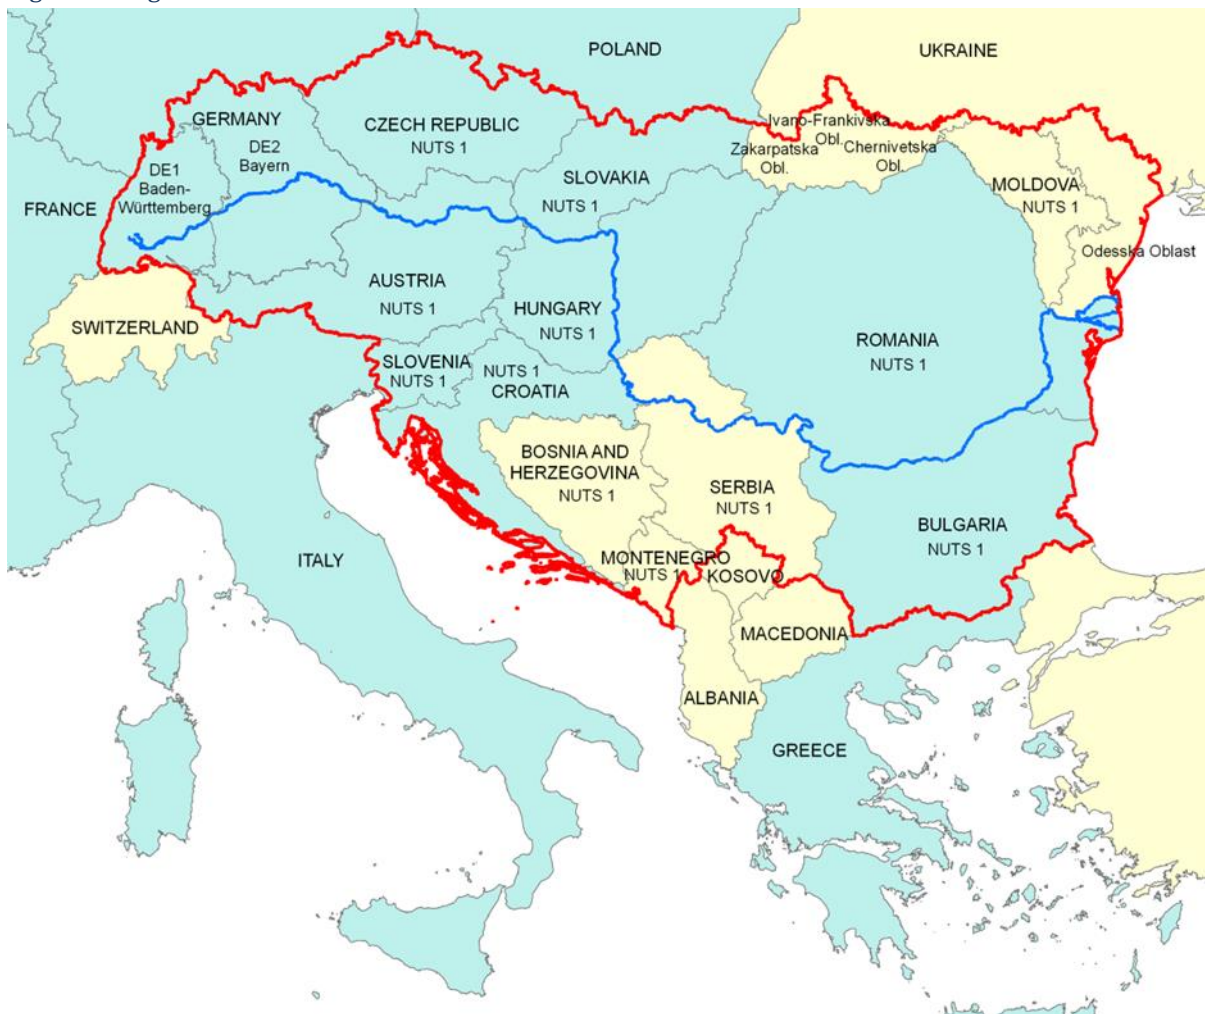 POLAND
UKRAINE
GERMANY
CZECH REPUBLIC
NUTS 1
DE2
Bayern
DE1
Baden-
Württemberg
Ivano-Frankivska
Obl.
Zakarpatska
Obl.
Chernivetska
Obl.
SLOVAKIA
NUTS 1
MOLDOVA
NUTS 1
FRANCE
Odesska Oblast
AUSTRIA
NUTS 1
HUNGARY
NUTS 1
SWITZERLAND
ROMANIA
NUTS 1
SLOVENIA
NUTS 1
NUTS 1
CROATIA
BOSNIA AND
HERZEGOVINA
NUTS 1
SERBIA
NUTS 1
BULGARIA
NUTS 1
ITALY
MONTENEGRO
NUTS 1
KOSOVO
MACEDONIA
ALBANIA
GREECE